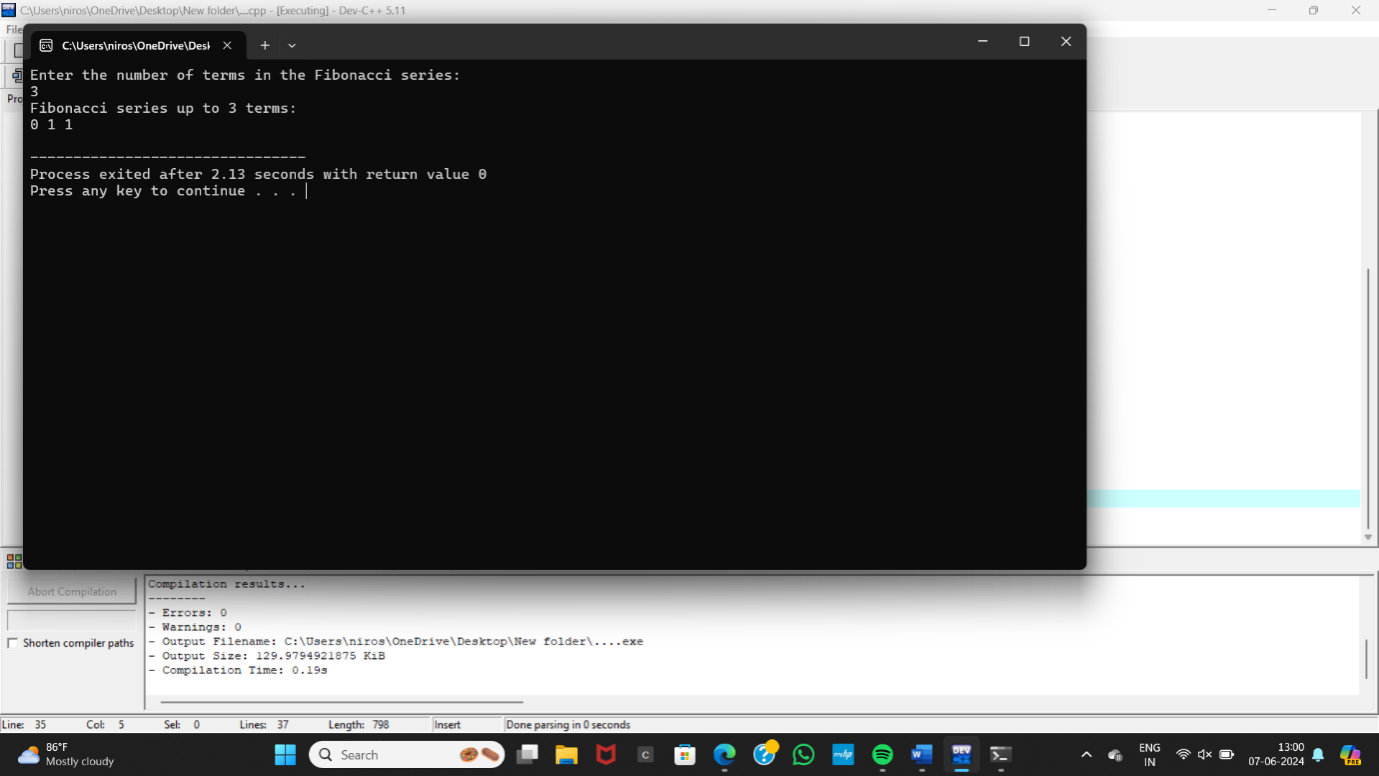 C:\Users\niros\OneDrive\Desktop\New folder\....cpp - [Executing] - Dev-C++ 5.11
File
C:\Users\niros\OneDrive\Desk
Enter the number of terms in the Fibonacci series:
3
Fibonacci series up to 3 terms:
0 1 1
--------------------------------
Process exited after 2.13 seconds with return value 0
Press any key to continue . . .
Abort Compilation
Shorten compiler paths
Compilation results...
--------
- Errors: 0
- Warnings: 0
- Output Filename: C:\Users\niros\OneDrive\Desktop\New folder\....exe
- Output Size: 129.9794921875 KiB
- Compilation Time: 0.19s
Line: 35 Col: 5 Sel: 0 Lines: 37 Length: 798 Insert Done parsing in 0 seconds
86°F
Mostly cloudy
Search
DEV
ENG
IN
13:00
07-06-2024
PRE